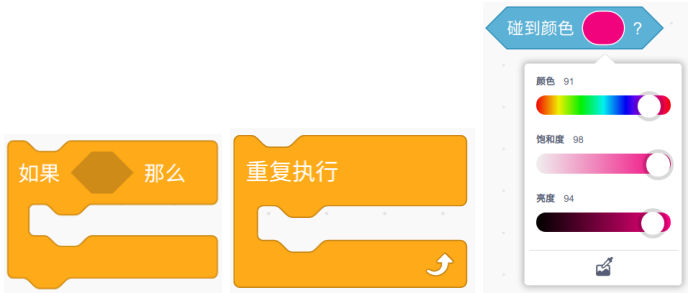 碰到颜色 ?
颜色 91
饱和度 98
亮度 94
如果 那么
重复执行